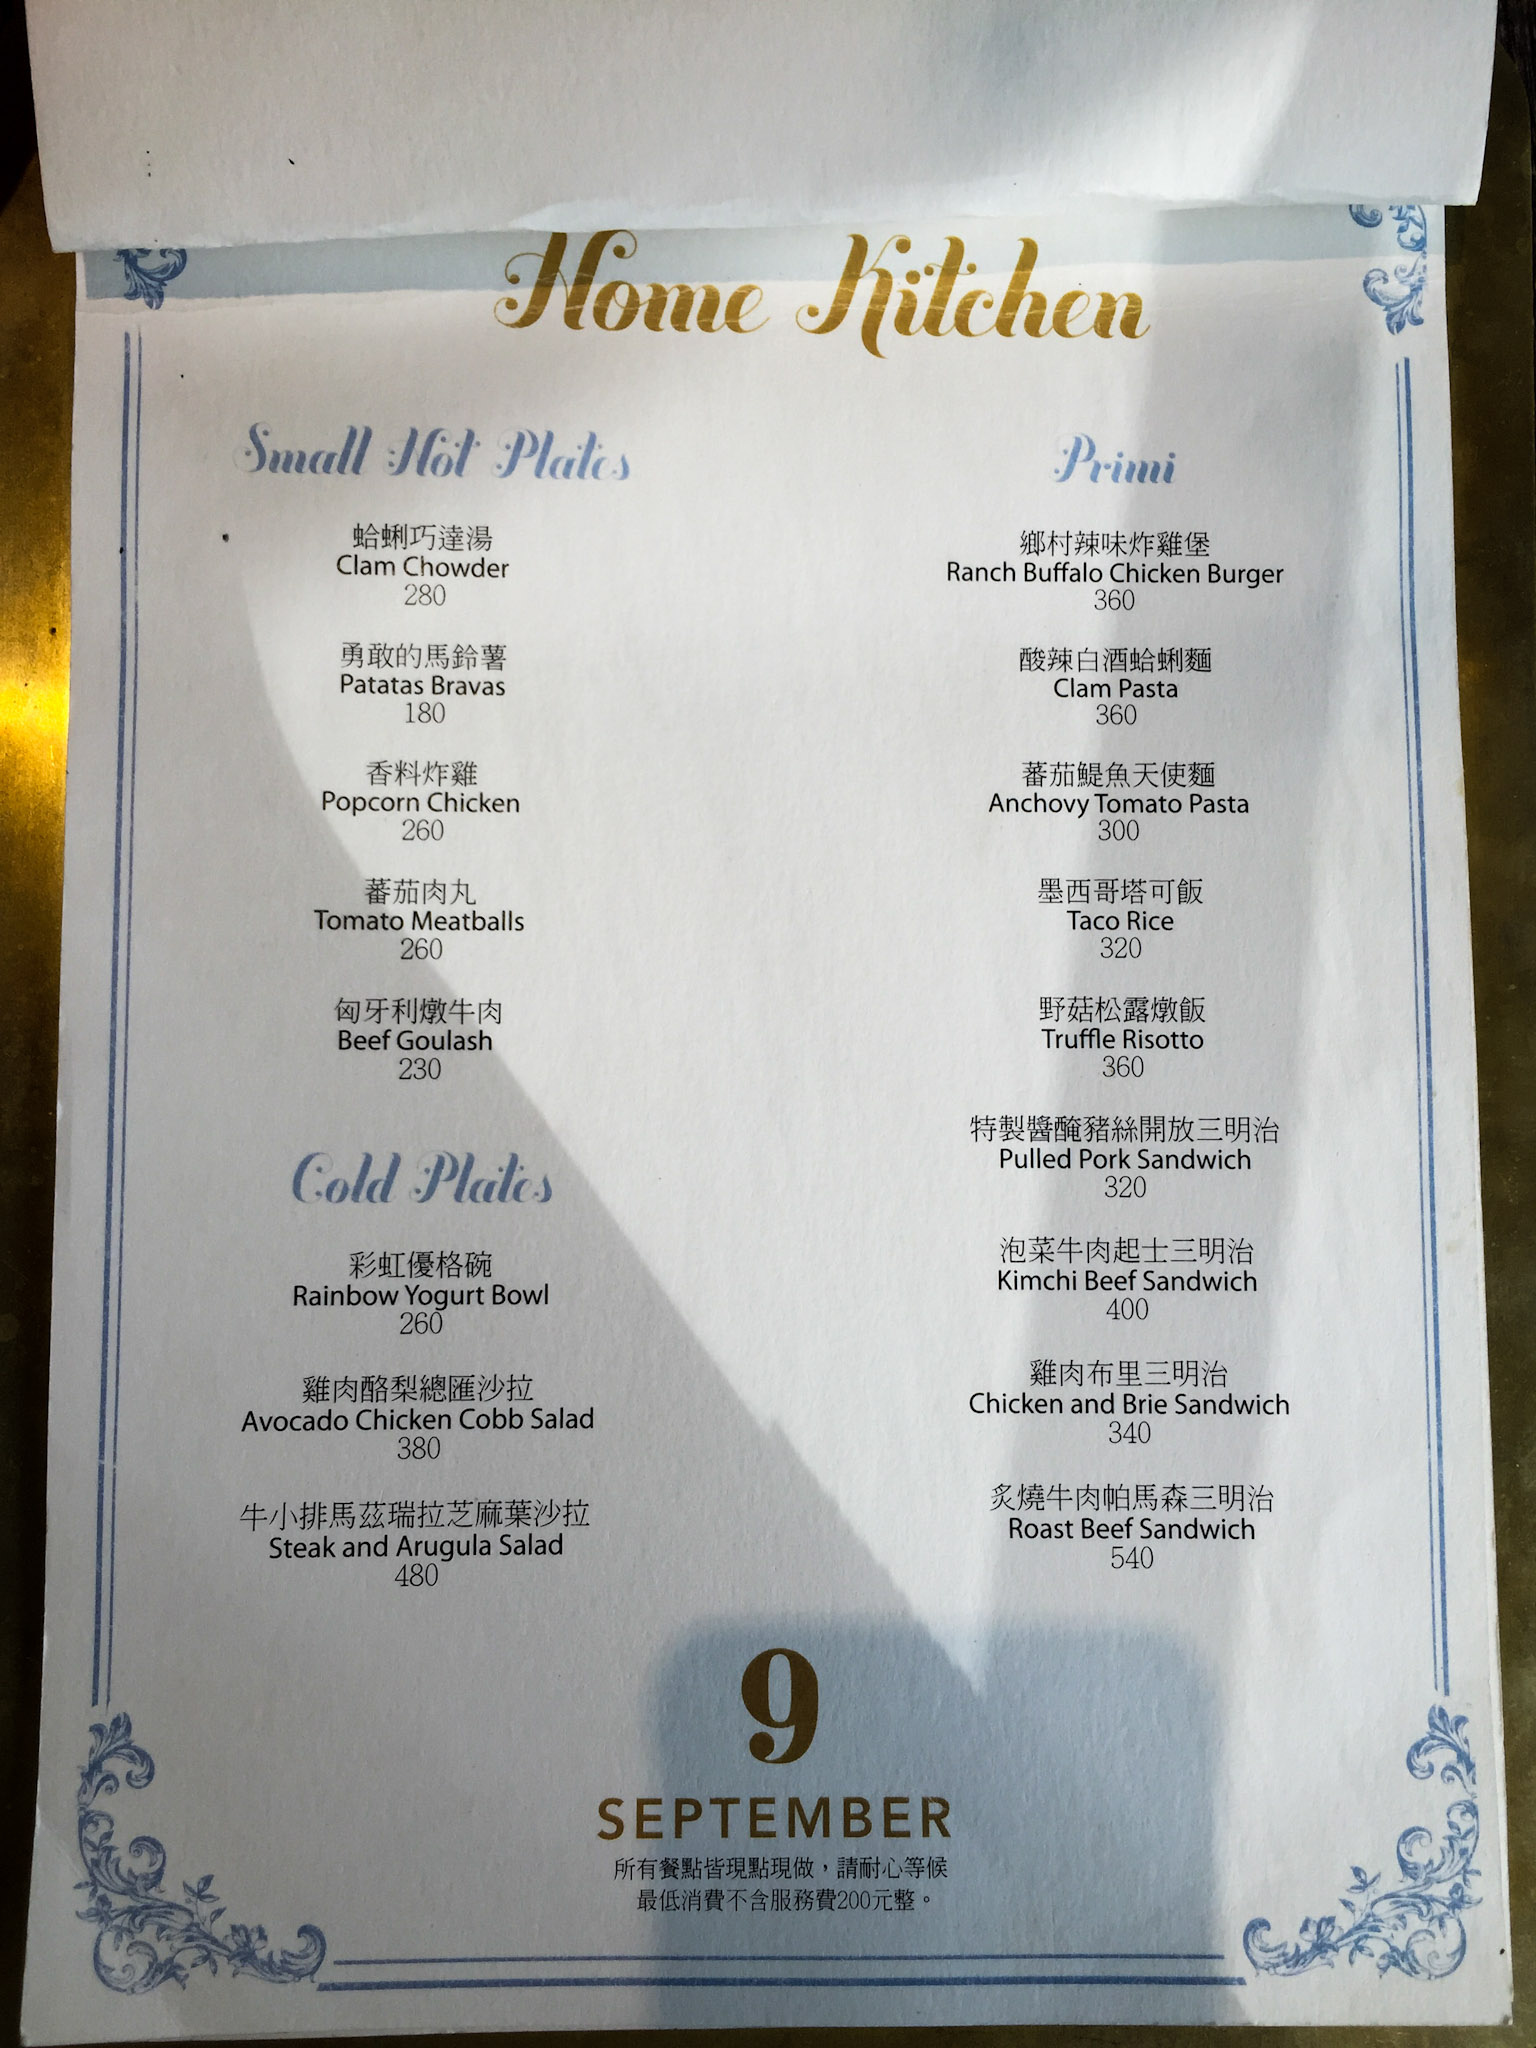 Home Kitchen
Small Hot Plates
蛤蜊巧達湯
Clam Chowder
280
勇敢的馬鈴薯
Patatas Bravas
180
香料炸雞
Popcorn Chicken
260
蕃茄肉丸
Tomato Meatballs
260
匈牙利燉牛肉
Beef Goulash
230
Cold Plates
彩虹優格碗
Rainbow Yogurt Bowl
260
雞肉酪梨總匯沙拉
Avocado Chicken Cobb Salad
380
牛小排馬茲瑞拉芝麻葉沙拉
Steak and Arugula Salad
480
Primi
鄉村辣味炸雞堡
Ranch Buffalo Chicken Burger
360
酸辣白酒蛤蜊麵
Clam Pasta
360
蕃茄鯷魚天使麵
Anchovy Tomato Pasta
300
墨西哥塔可飯
Taco Rice
320
野菇松露燉飯
Truffle Risotto
360
特製醬醃豬絲開放三明治
Pulled Pork Sandwich
320
泡菜牛肉起士三明治
Kimchi Beef Sandwich
400
雞肉布里三明治
Chicken and Brie Sandwich
340
炙燒牛肉帕馬森三明治
Roast Beef Sandwich
540
9
SEPTEMBER
所有餐點皆現點現做，請耐心等候
最低消費不含服務費200元整。